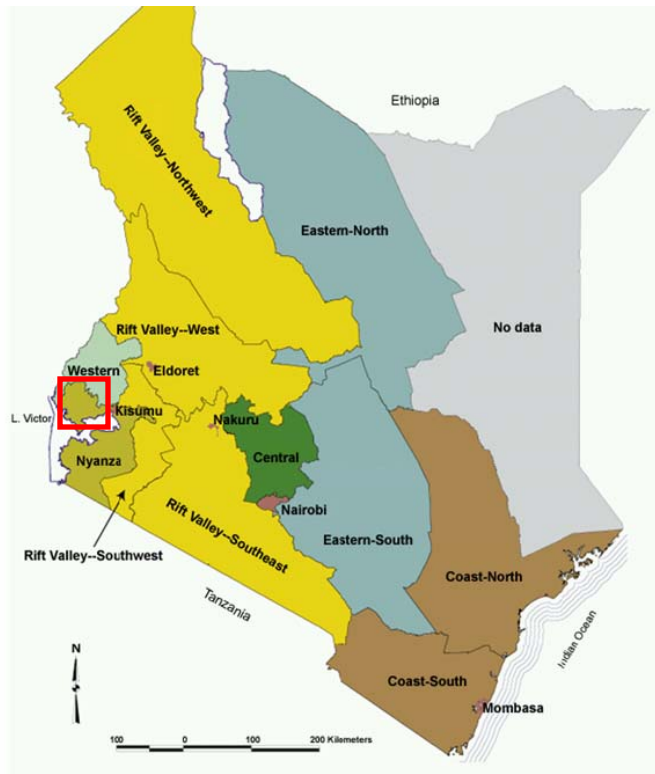 Ethiopia
Rift Valley--Northwest
Eastern-North
No data
Rift Valley--West
Western
Eldoret
L. Victor
Kisumu
Nakuru
Nyanza
Central
Nairobi
Rift Valley--Southeast
Eastern-South
Rift Valley--Southwest
Coast-North
Tanzania
Indian Ocean
N
Coast-South
Mombasa
100 0 100 200 Kilometers